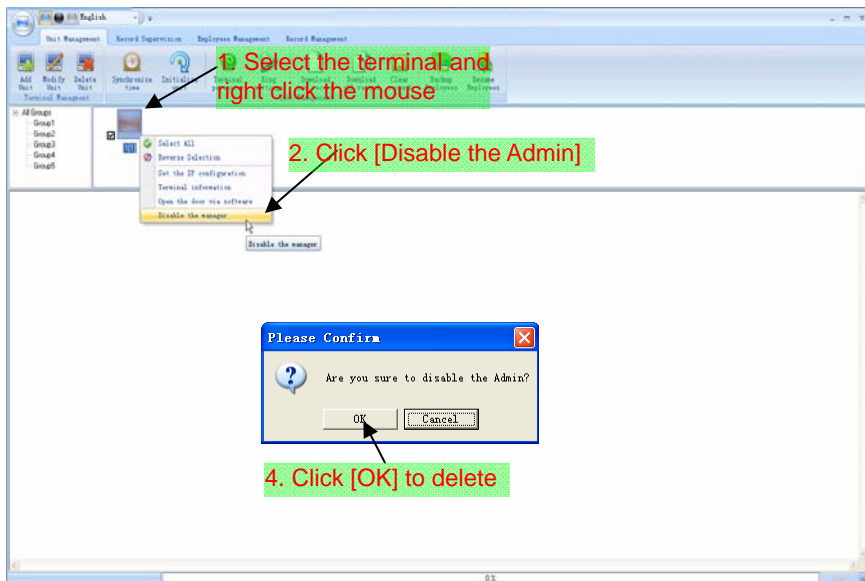 English
Unit Management Record Supervision Employees Management Record Management
Add Unit
Modify Unit
Delete Unit
Synchronize time
Terminal Management
1. Select the terminal and
right click the mouse
All Groups
Group1
Group2
Group3
Group4
Group5
Select All
Reverse Selection
Set the IP configuration
Terminal information
Open the door via software
Disable the manager
2. Click [Disable the Admin]
Disable the manager
Please Confirm
Are you sure to disable the Admin?
OK Cancel
4. Click [OK] to delete
0%